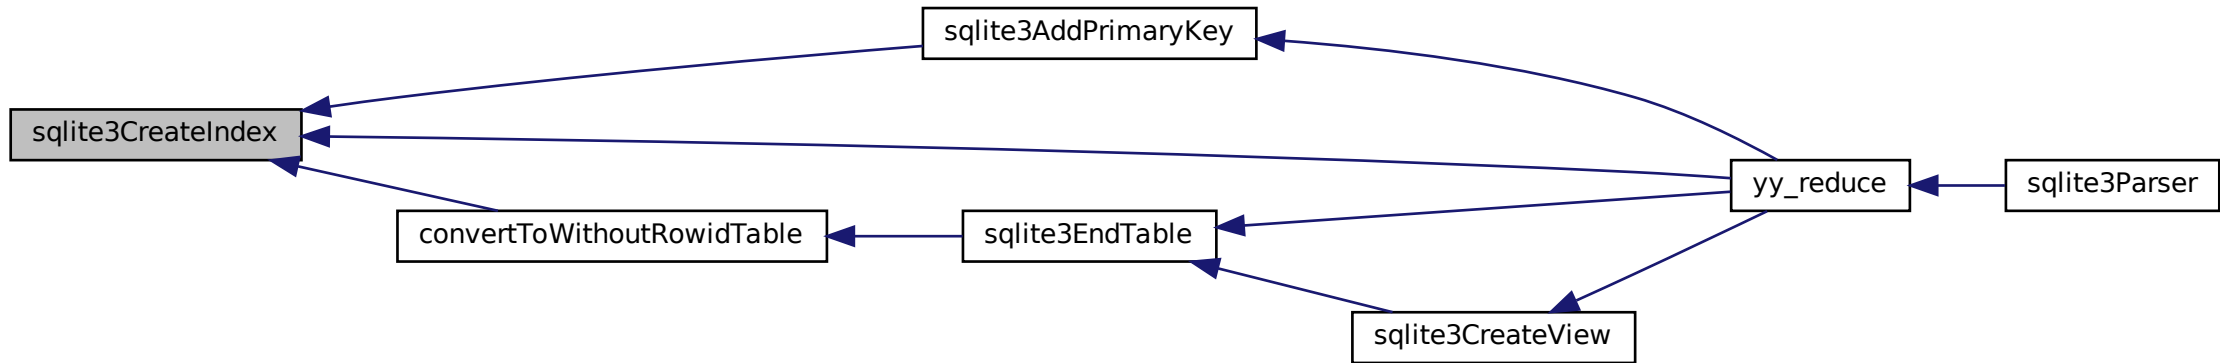 sqlite3AddPrimaryKey
sqlite3CreateIndex
yy_reduce
sqlite3Parser
convertToWithoutRowidTable
sqlite3EndTable
sqlite3CreateView